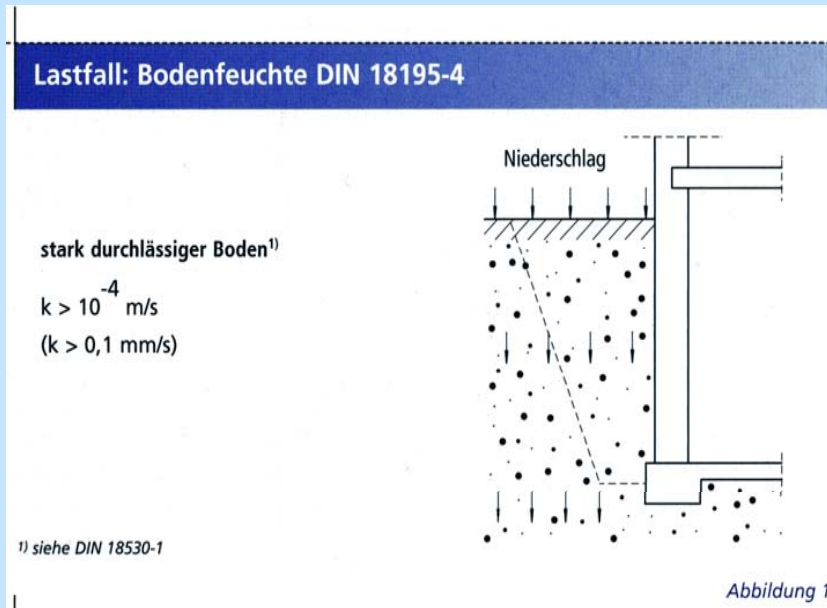 Lastfall: Bodenfeuchte DIN 18195-4
Niederschlag
stark durchlässiger Boden¹⁾
k > 10⁻⁴ m/s
(k > 0,1 mm/s)
¹⁾ siehe DIN 18530-1
Abbildung 1